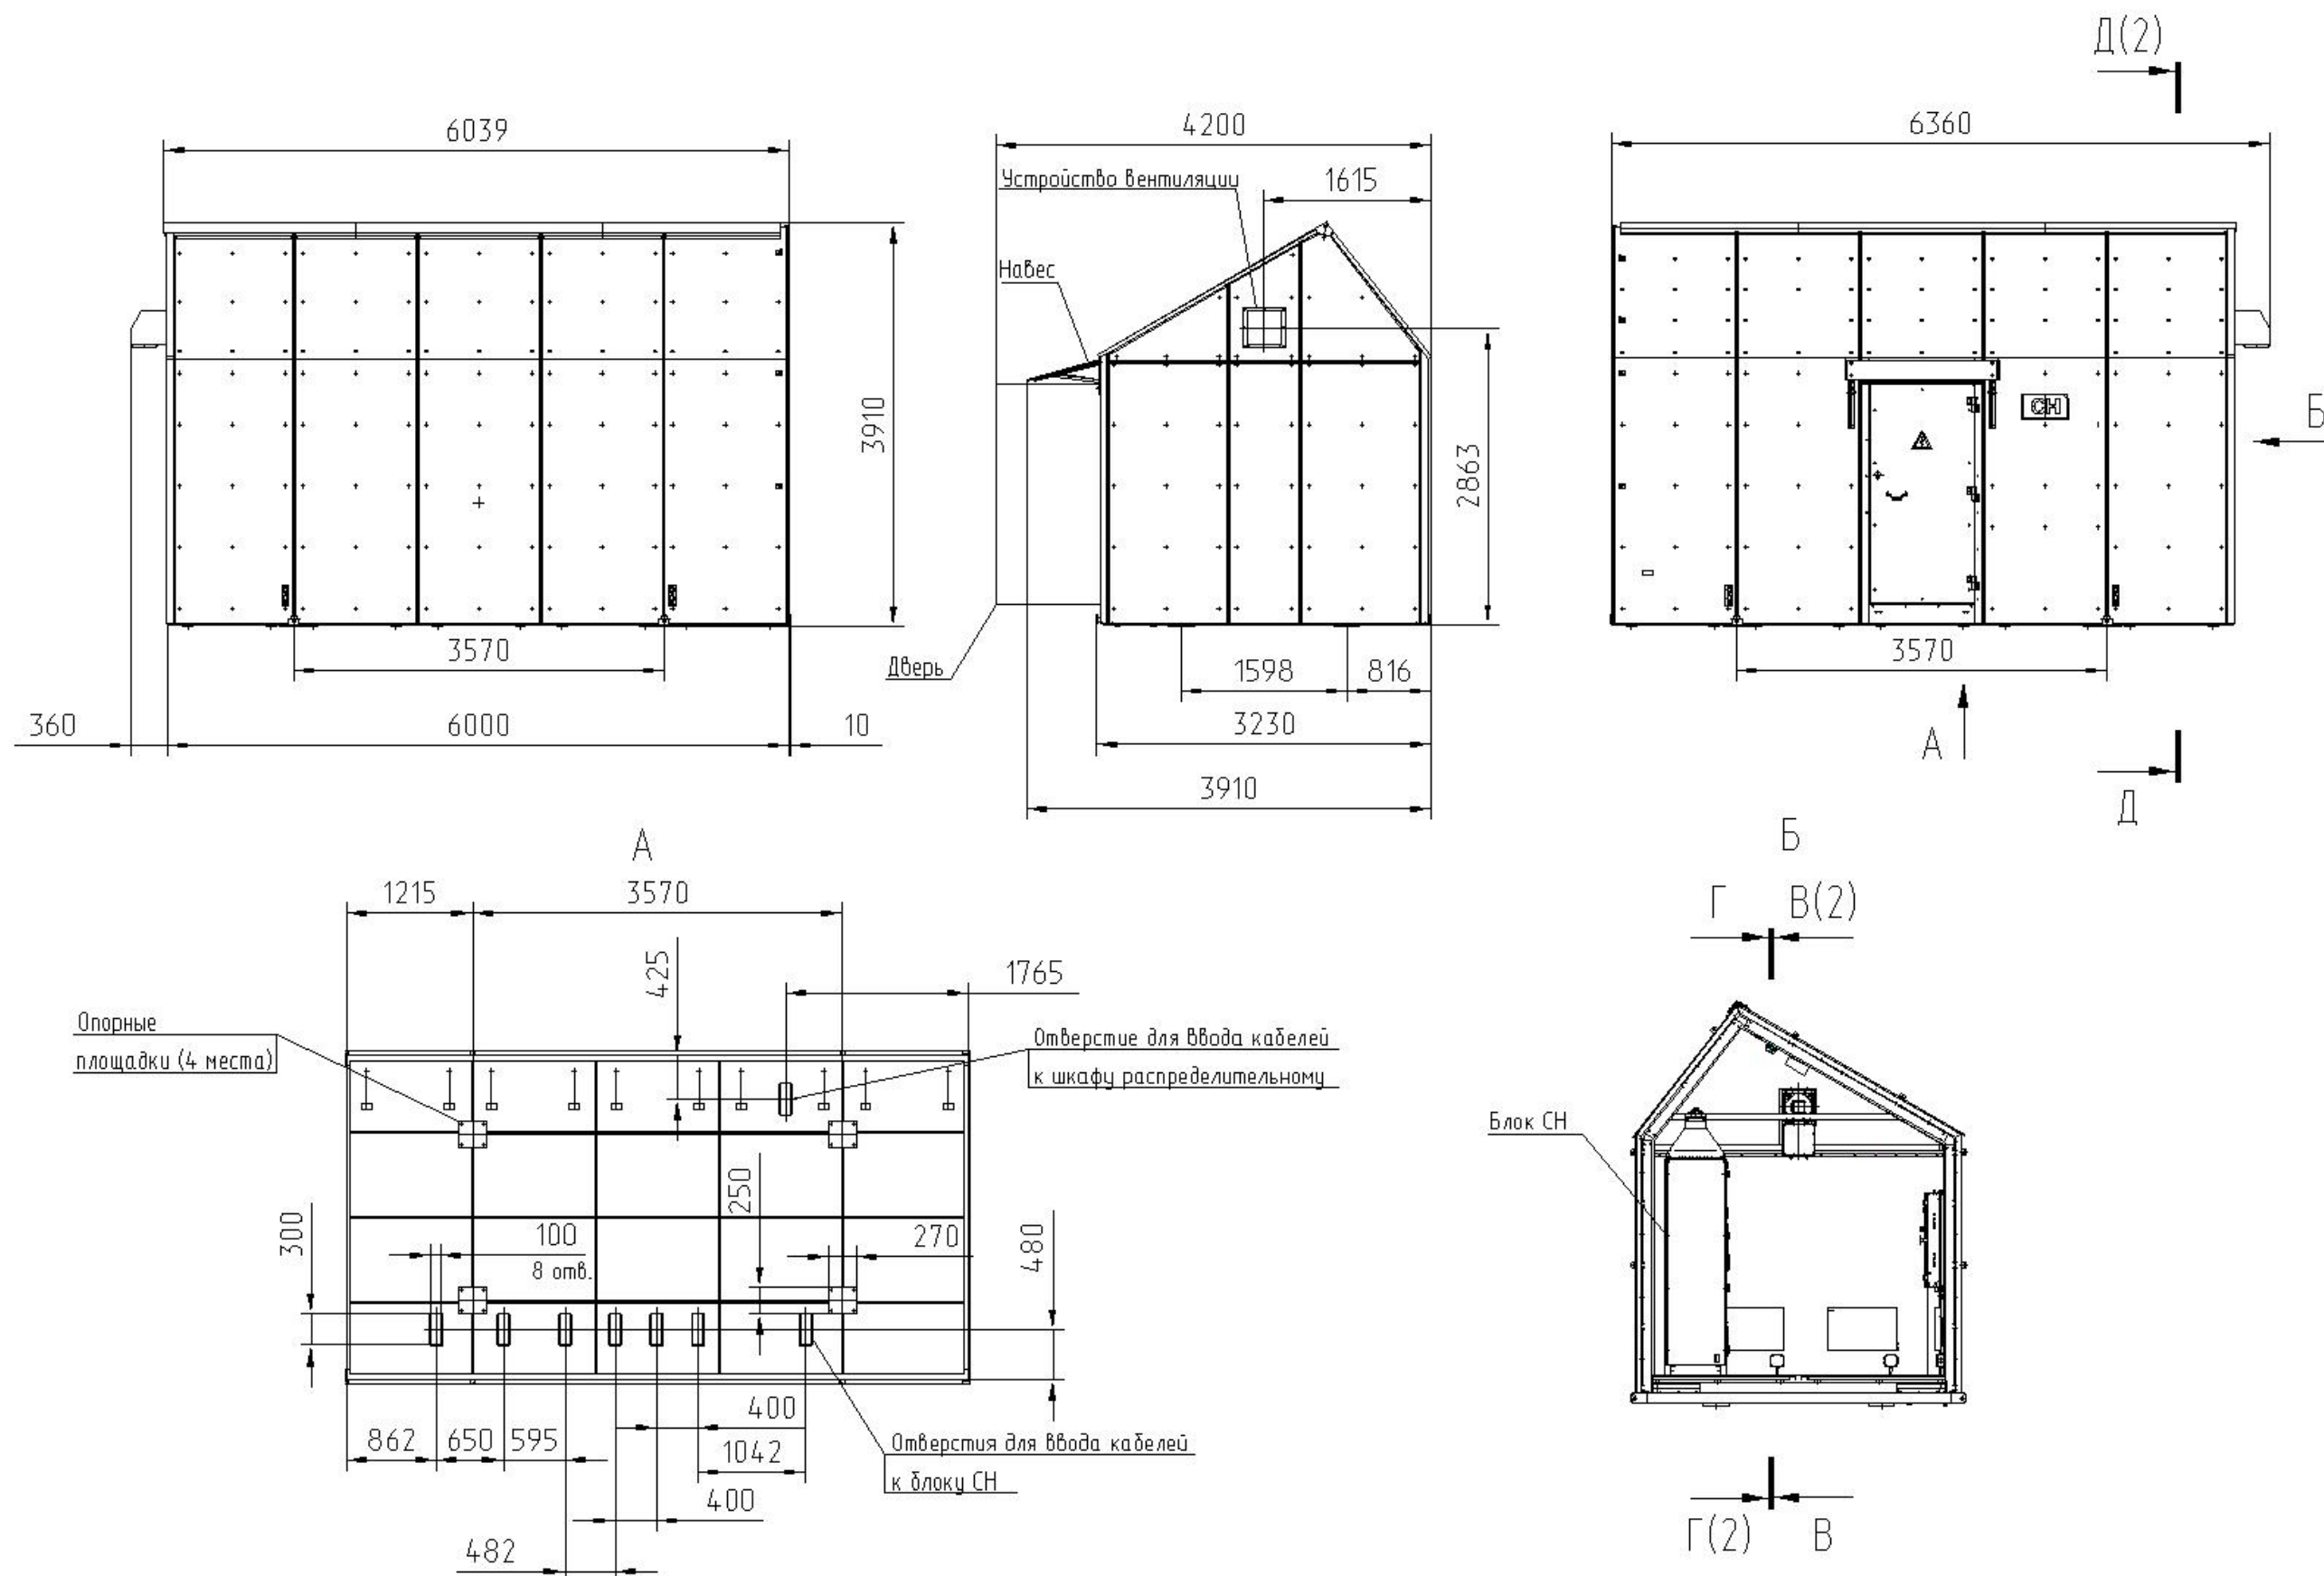 Д(2)
6039
4200
6360
Устройство вентиляции
1615
Навес
СН
Б
3910
2863
3570
Дверь
1598
816
3570
360
6000
10
3230
А
3910
Д
А
Б
1215
3570
Г
В(2)
425
1765
Опорные
площадки (4 места)
Отверстие для ввода кабелей
к шкафу распределительному
Блок СН
300
100
8 отв.
250
270
480
862
650
595
400
1042
Отверстия для ввода кабелей
к блоку СН
400
482
Г(2)
В